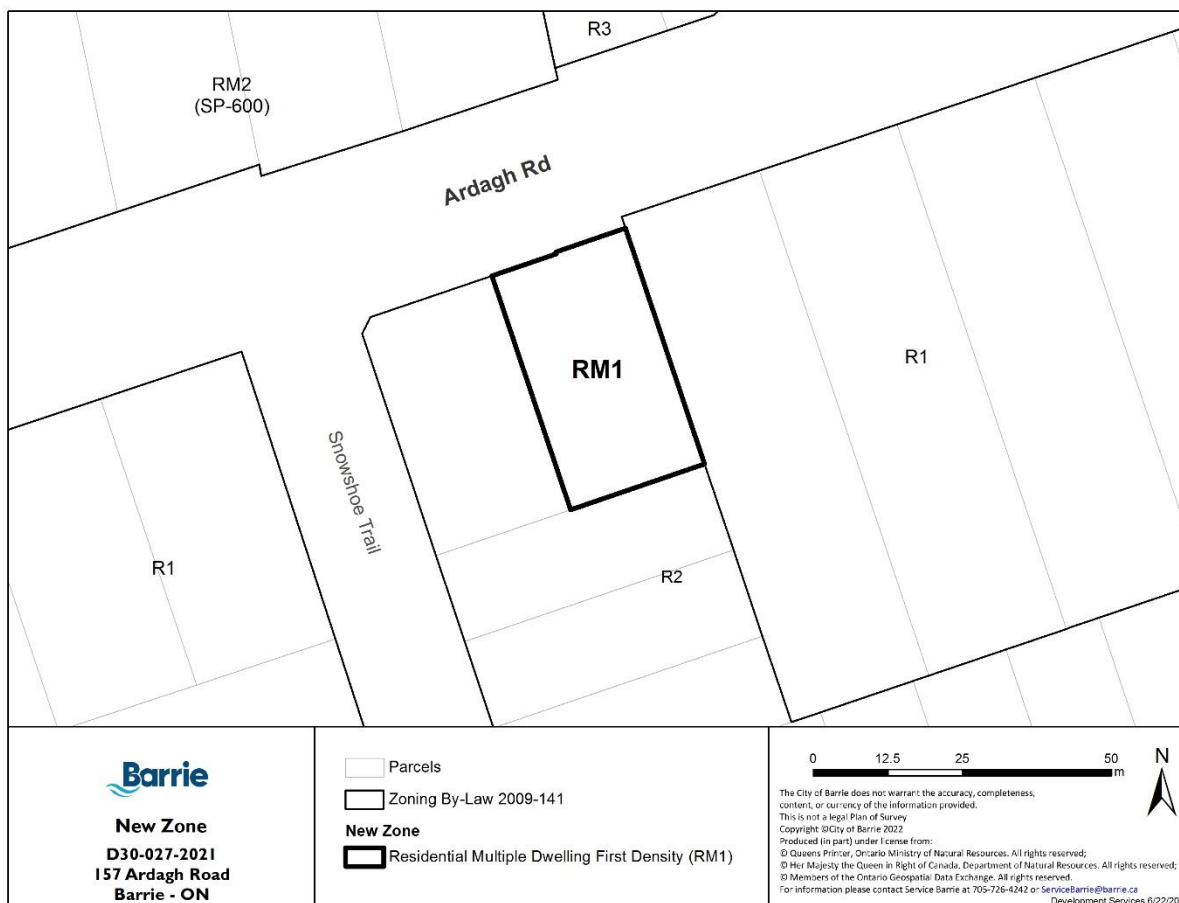 R3
RM2
(SP-600)
Ardagh Rd
RM1
R1
Snowshoe Trail
R1
R2
Barrie
New Zone
D30-027-2021
157 Ardagh Road
Barrie - ON
Parcels
Zoning By-Law 2009-141
New Zone
Residential Multiple Dwelling First Density (RM1)
0 12.5 25 50
m
N
The City of Barrie does not warrant the accuracy, completeness,
content, or currency of the information provided.
This is not a legal Plan of Survey
Copyright ©City of Barrie 2022
Produced (in part) under license from:
© Queens Printer, Ontario Ministry of Natural Resources. All rights reserved;
© Her Majesty the Queen in Right of Canada, Department of Natural Resources. All rights reserved;
© Members of the Ontario Geospatial Data Exchange. All rights reserved.
For information please contact Service Barrie at 705-726-4242 or ServiceBarrie@barrie.ca
Development Services 6/22/20